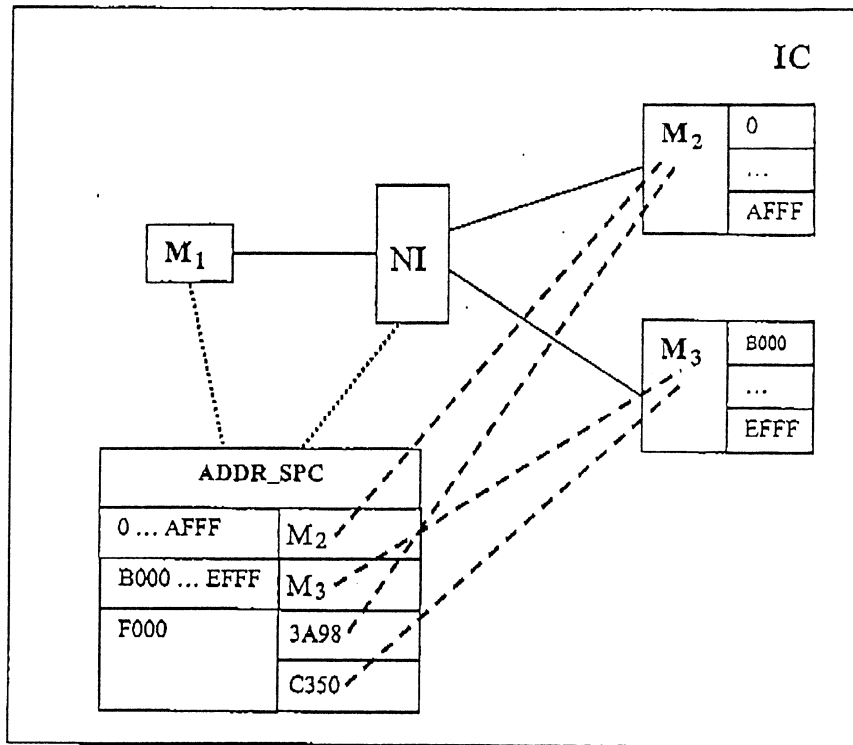 IC
M2
0
...
AFFF
M1
NI
M3
B000
...
EFFF
ADDR_SPC
0 ... AFFF M2
B000 ... EFFF M3
F000 3A98
C350